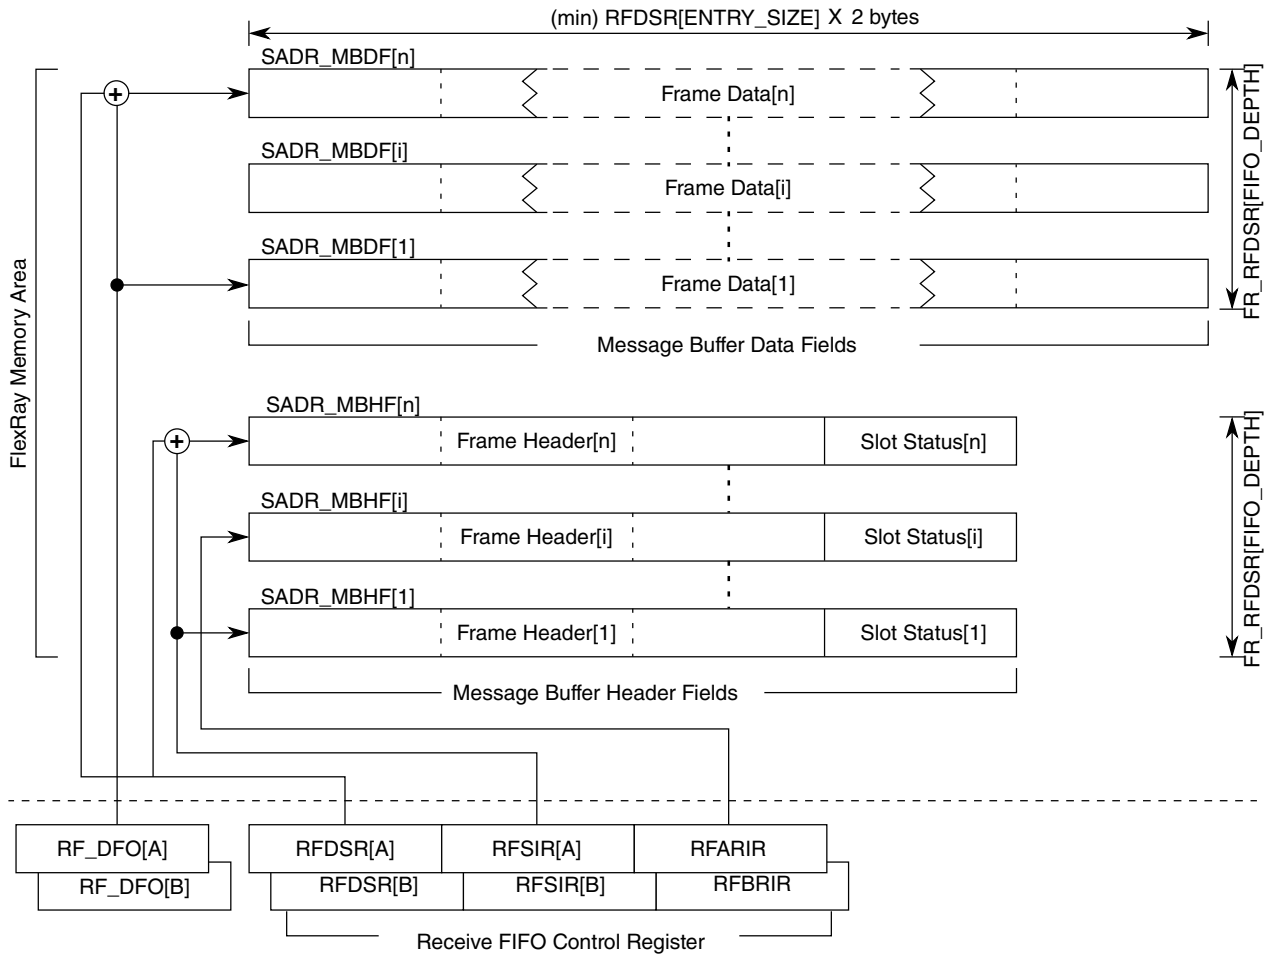 (min) RFDSR[ENTRY_SIZE] X 2 bytes
SADR_MBDF[n]
Frame Data[n]
SADR_MBDF[i]
Frame Data[i]
SADR_MBDF[1]
Frame Data[1]
Message Buffer Data Fields
FR_RFDSR[FIFO_DEPTH]
FlexRay Memory Area
SADR_MBHF[n]
Frame Header[n] Slot Status[n]
SADR_MBHF[i]
Frame Header[i] Slot Status[i]
SADR_MBHF[1]
Frame Header[1] Slot Status[1]
Message Buffer Header Fields
FR_RFDSR[FIFO_DEPTH]
RF_DFO[A] RFDSR[A] RFSIR[A] RFARIR
RF_DFO[B] RFDSR[B] RFSIR[B] RFBRIR
Receive FIFO Control Register